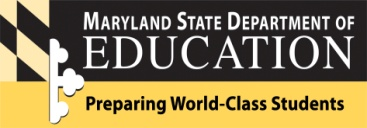 MARYLAND STATE DEPARTMENT OF
EDUCATION
Preparing World-Class Students